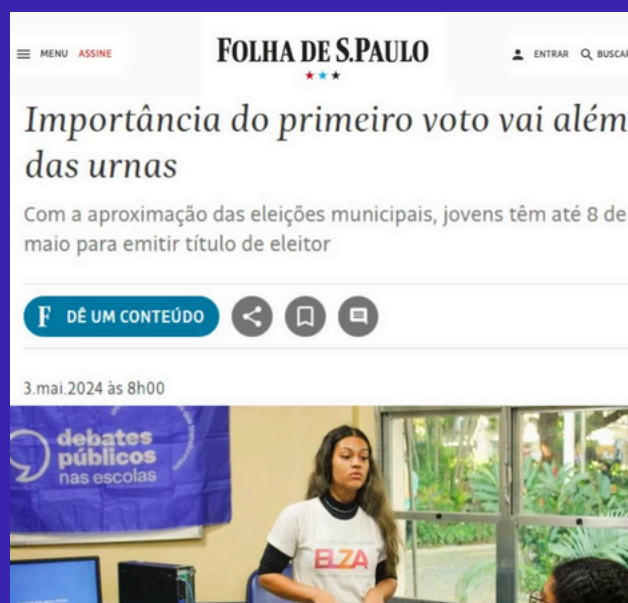 MENU ASSINE
FOLHA DE S.PAULO
ENTRAR BUSCAR
Importância do primeiro voto vai além
das urnas
Com a aproximação das eleições municipais, jovens têm até 8 de
maio para emitir título de eleitor
F DÊ UM CONTEÚDO
3.mai.2024 às 8h00
debates
públicos
nas escolas
ELZA